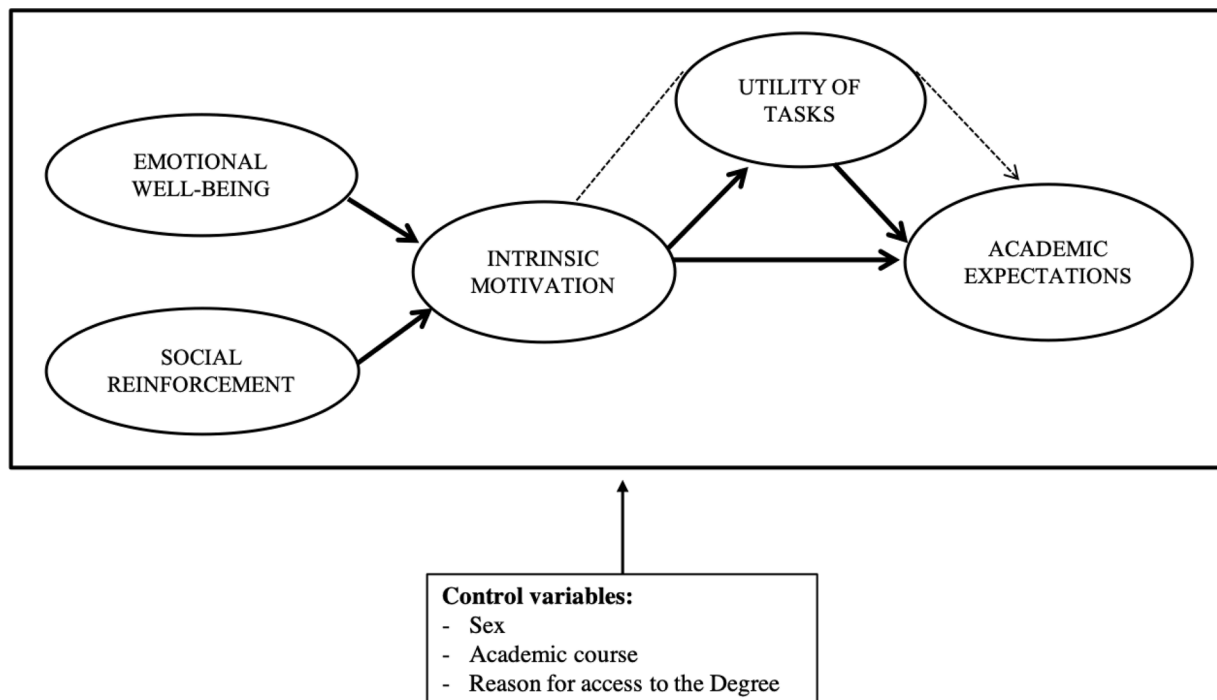 UTILITY OF
TASKS
EMOTIONAL
WELL-BEING
INTRINSIC
MOTIVATION
ACADEMIC
EXPECTATIONS
SOCIAL
REINFORCEMENT
Control variables:
- Sex
- Academic course
- Reason for access to the Degree